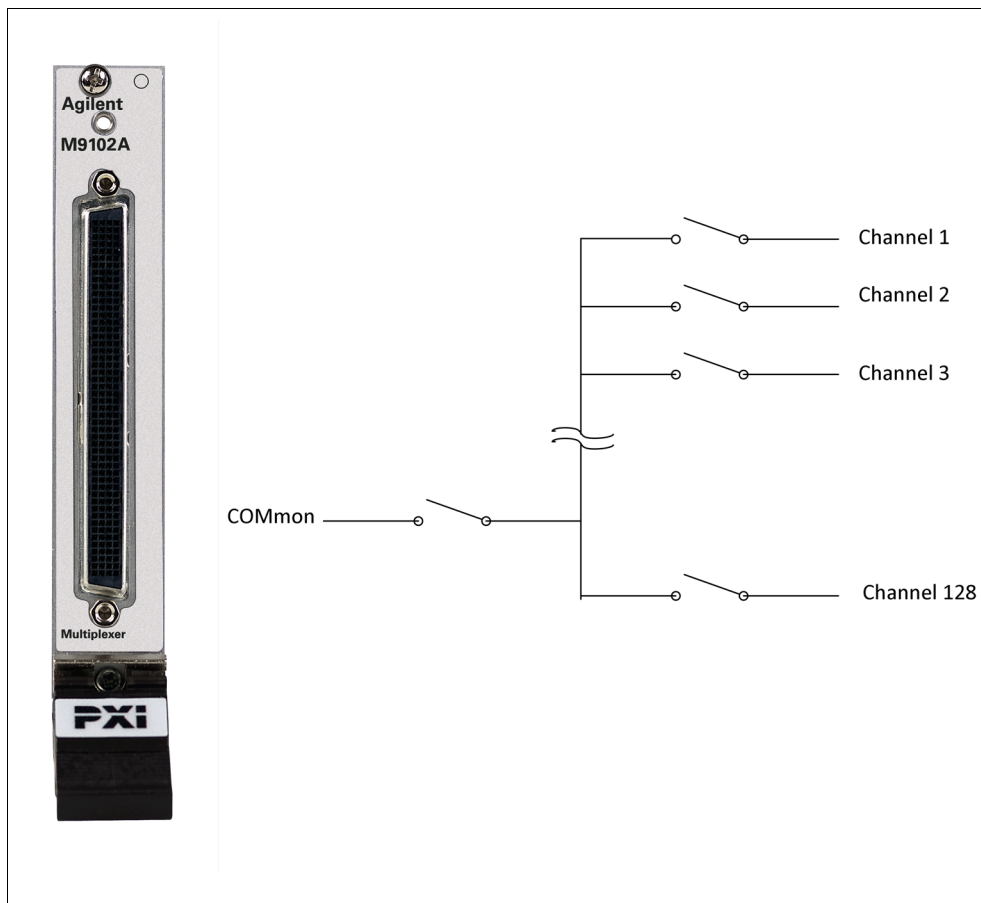 Agilent
M9102A
Multiplexer
PXI
COMmon
Channel 1
Channel 2
Channel 3
Channel 128